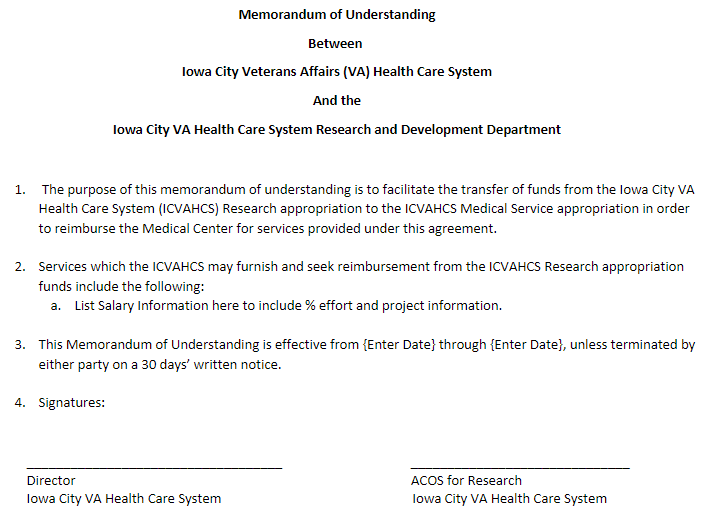 Memorandum of Understanding
Between
Iowa City Veterans Affairs (VA) Health Care System
And the
Iowa City VA Health Care System Research and Development Department
1. The purpose of this memorandum of understanding is to facilitate the transfer of funds from the Iowa City VA
Health Care System (ICVAHCS) Research appropriation to the ICVAHCS Medical Service appropriation in order
to reimburse the Medical Center for services provided under this agreement.
2. Services which the ICVAHCS may furnish and seek reimbursement from the ICVAHCS Research appropriation
funds include the following:
a. List Salary Information here to include % effort and project information.
3. This Memorandum of Understanding is effective from {Enter Date} through {Enter Date}, unless terminated by
either party on a 30 days’ written notice.
4. Signatures:
Director
Iowa City VA Health Care System
ACOS for Research
Iowa City VA Health Care System